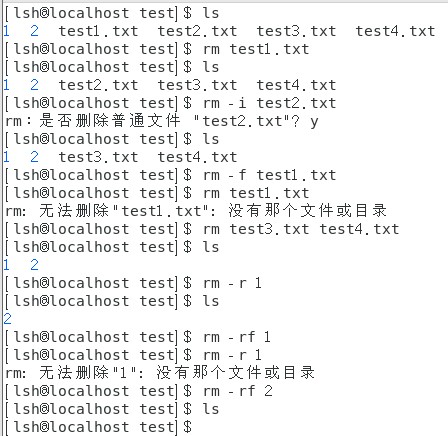 [lsh@localhost test]$ ls
1  2  test1.txt  test2.txt  test3.txt  test4.txt
[lsh@localhost test]$ rm test1.txt
[lsh@localhost test]$ ls
1  2  test2.txt  test3.txt  test4.txt
[lsh@localhost test]$ rm -i test2.txt
rm：是否删除普通文件 "test2.txt"？y
[lsh@localhost test]$ ls
1  2  test3.txt  test4.txt
[lsh@localhost test]$ rm -f test1.txt
[lsh@localhost test]$ rm test1.txt
rm: 无法删除"test1.txt": 没有那个文件或目录
[lsh@localhost test]$ rm test3.txt test4.txt
[lsh@localhost test]$ ls
1  2
[lsh@localhost test]$ rm -r 1
[lsh@localhost test]$ ls
2
[lsh@localhost test]$ rm -rf 1
[lsh@localhost test]$ rm -r 1
rm: 无法删除"1": 没有那个文件或目录
[lsh@localhost test]$ rm -rf 2
[lsh@localhost test]$ ls
[lsh@localhost test]$